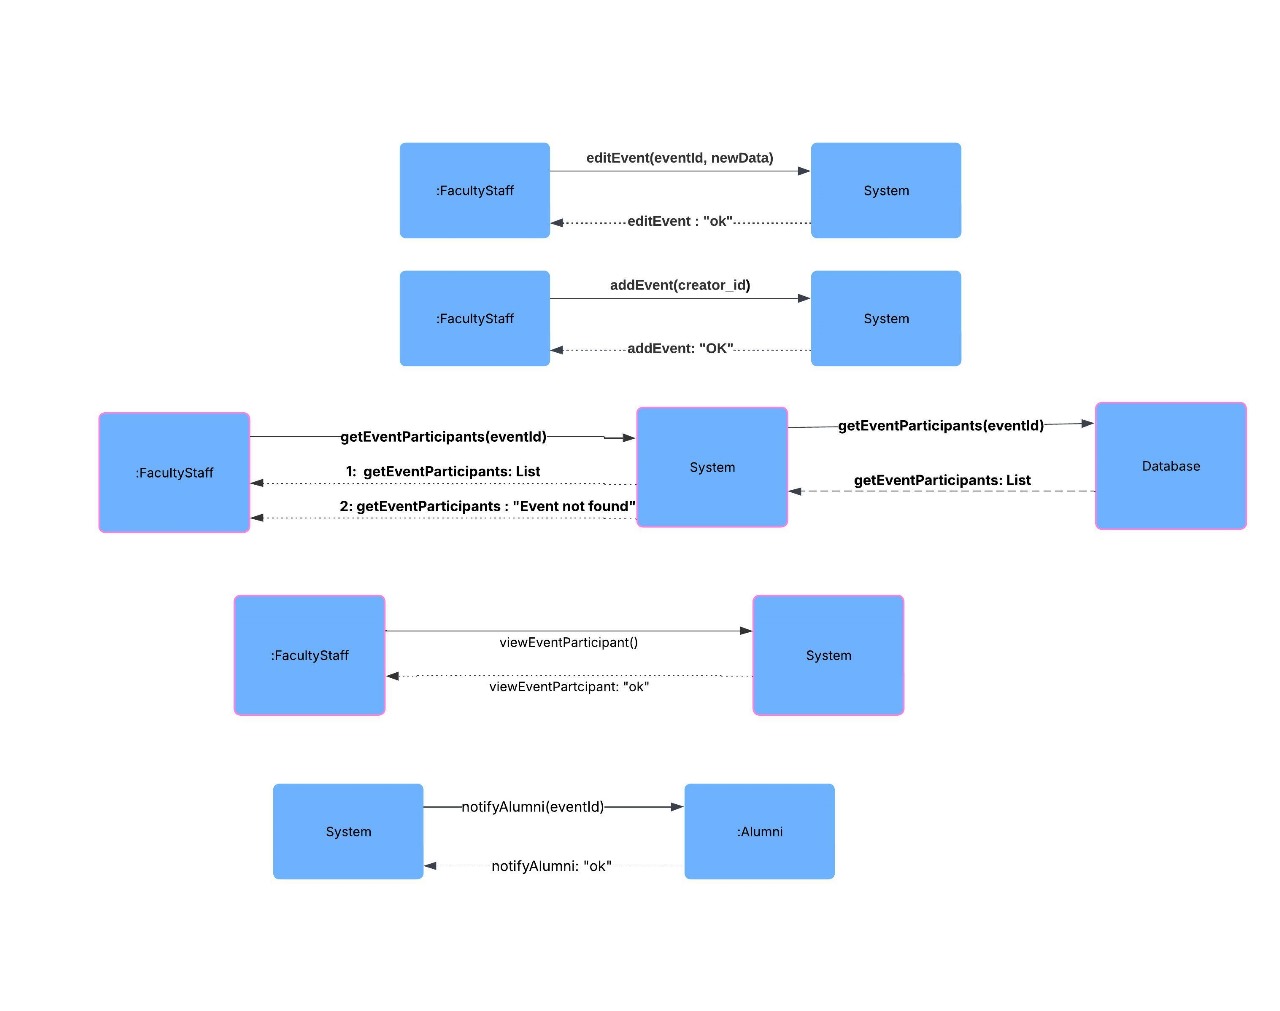 editEvent(eventId, newData)
:FacultyStaff
System
editEvent : "ok"
addEvent(creator_id)
:FacultyStaff
System
addEvent: "OK"
getEventParticipants(eventId)
getEventParticipants(eventId)
:FacultyStaff
1:  getEventParticipants: List
System
Database
getEventParticipants: List
2: getEventParticipants : "Event not found"
:FacultyStaff
viewEventParticipant()
System
viewEventPartcipant: "ok"
notifyAlumni(eventId)
System
:Alumni
notifyAlumni: "ok"